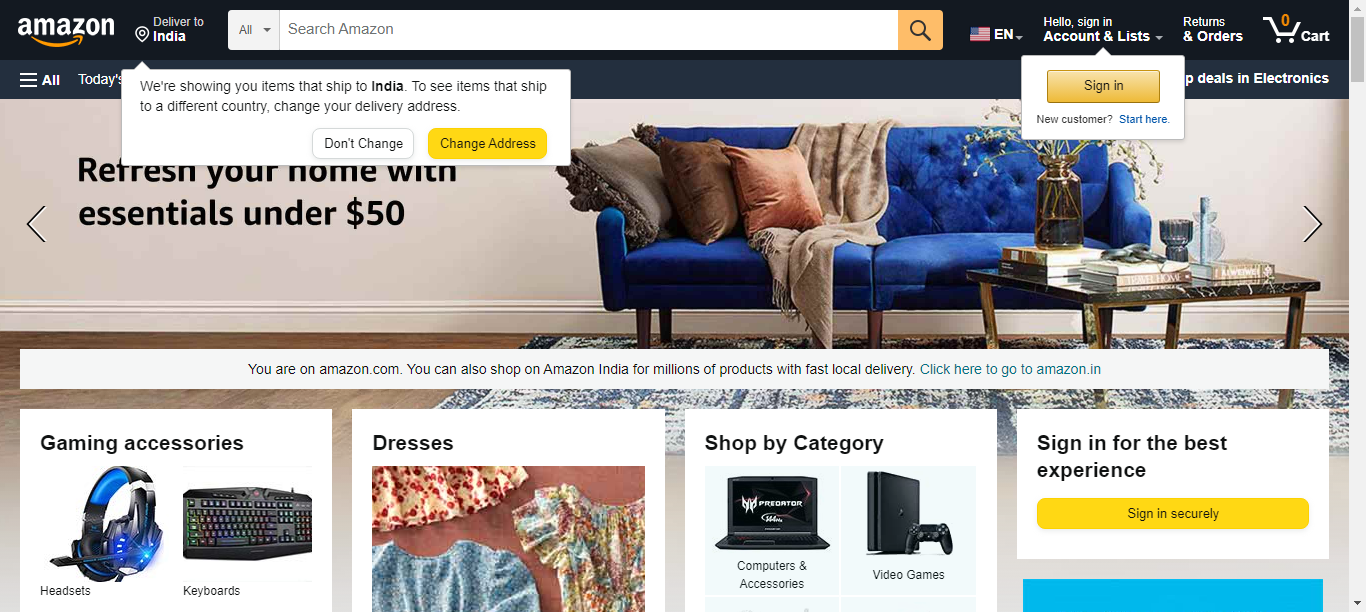 amazon
Deliver to
India
All
Search Amazon
EN
Hello, sign in
Account & Lists
Returns
& Orders
0
Cart
All
Today's
p deals in Electronics
We're showing you items that ship to India. To see items that ship
to a different country, change your delivery address.
Don't Change
Change Address
Sign in
New customer? Start here.
Refresh your home with
essentials under $50
You are on amazon.com. You can also shop on Amazon India for millions of products with fast local delivery. Click here to go to amazon.in
Gaming accessories
Headsets
Keyboards
Dresses
Shop by Category
PREDATOR
Computers &
Accessories
Video Games
Sign in for the best
experience
Sign in securely